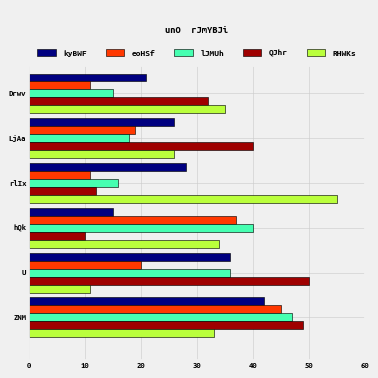 unO rJmYBJi
kyBWF eoHSf lJMUh QJhr RHWKs
Drwv
LjAa
rlIx
hQk
U
ZNM
0 10 20 30 40 50 60